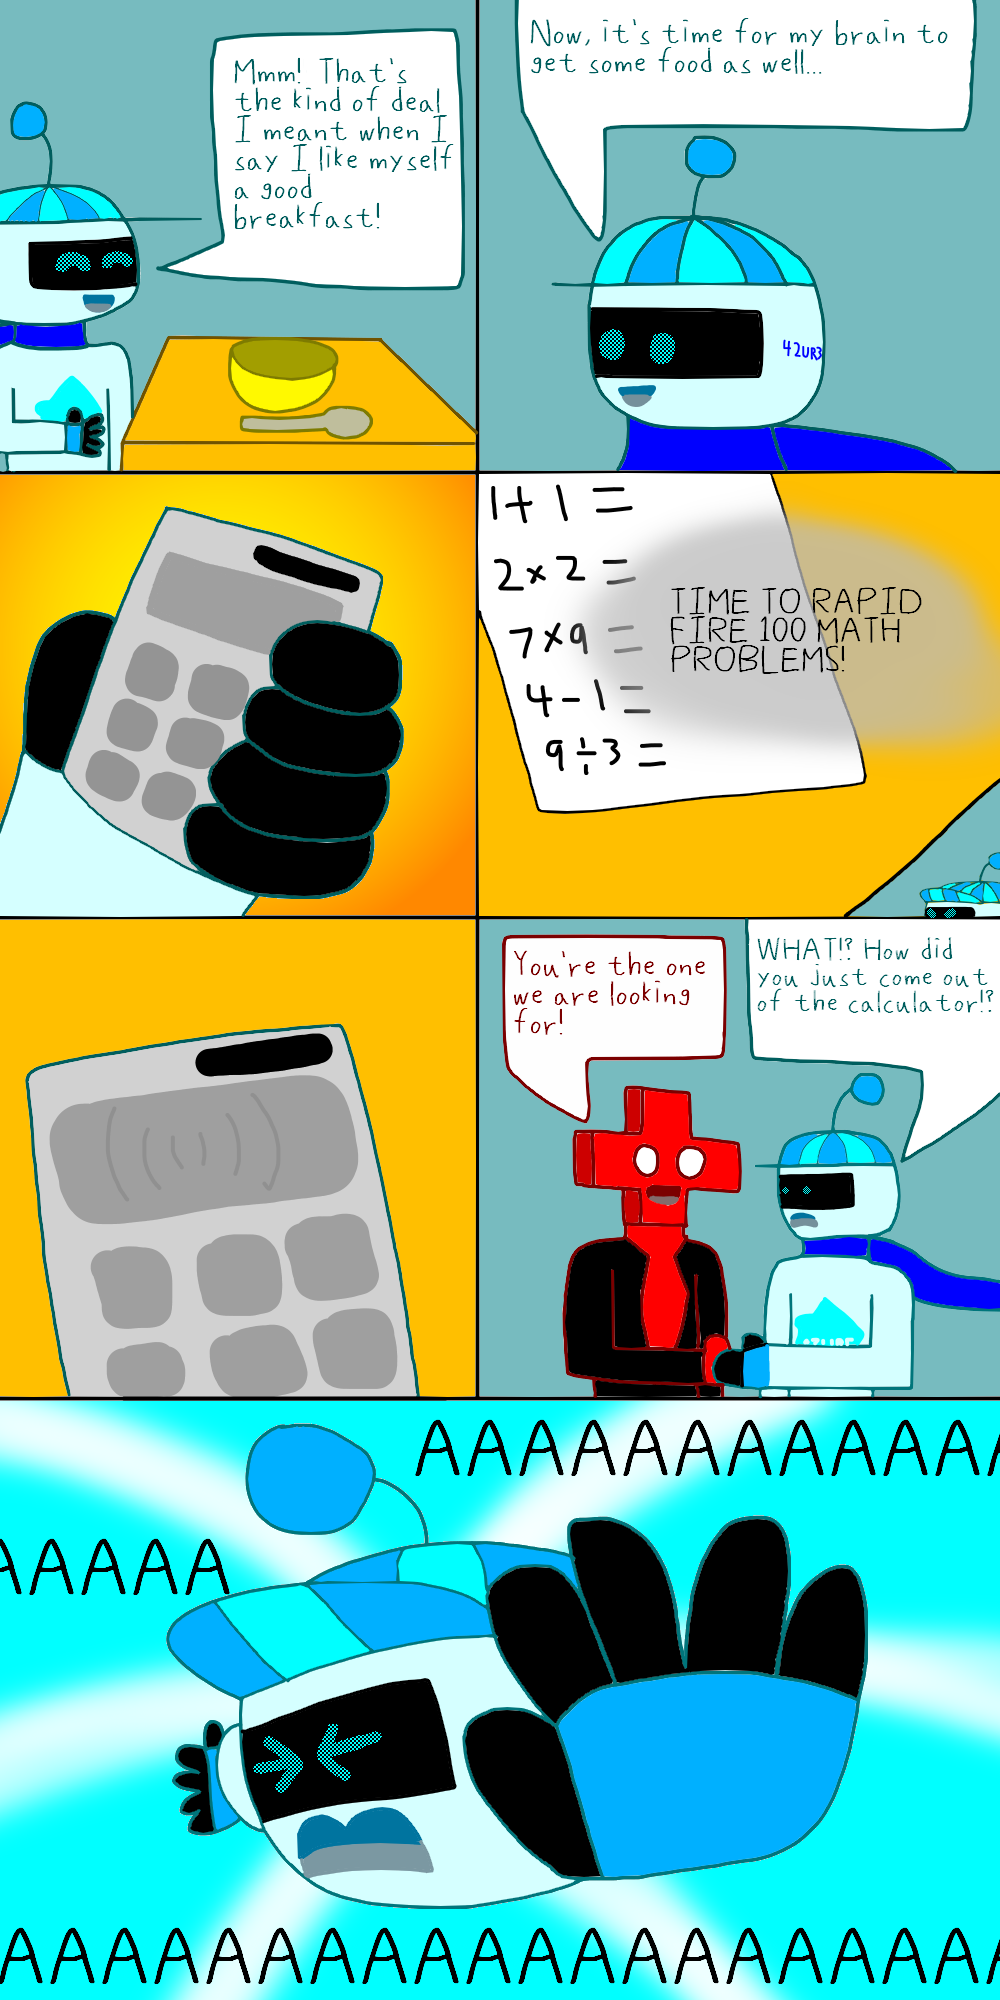 Mmm! That's
the kind of deal
I meant when I
say I like myself
a good
breakfast!
Now, it's time for my brain to
get some food as well...
42UR3
1+1=
2×2=
7×9=
4-1=
9÷3=
TIME TO RAPID
FIRE 100 MATH
PROBLEMS!
You're the one
we are looking
for!
WHAT!? How did
you just come out
of the calculator!?
AAAAAAAAAAAA
AAAAA
AAAAAAAAAAAAAAAAAAA